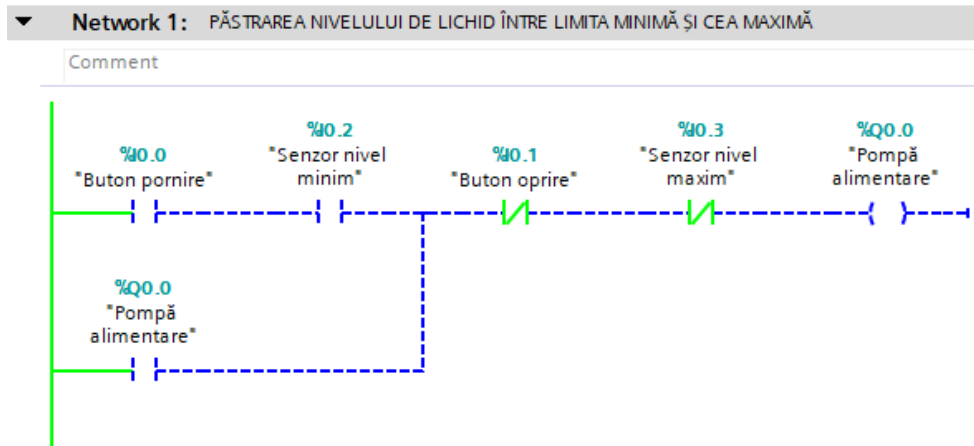 Network 1: PĂSTRAREA NIVELULUI DE LICHID ÎNTRE LIMITA MINIMĂ ȘI CEA MAXIMĂ
Comment
%I0.0
"Buton pornire"
%I0.2
"Senzor nivel
minim"
%I0.1
"Buton oprire"
%I0.3
"Senzor nivel
maxim"
%Q0.0
"Pompă
alimentare"
%Q0.0
"Pompă
alimentare"